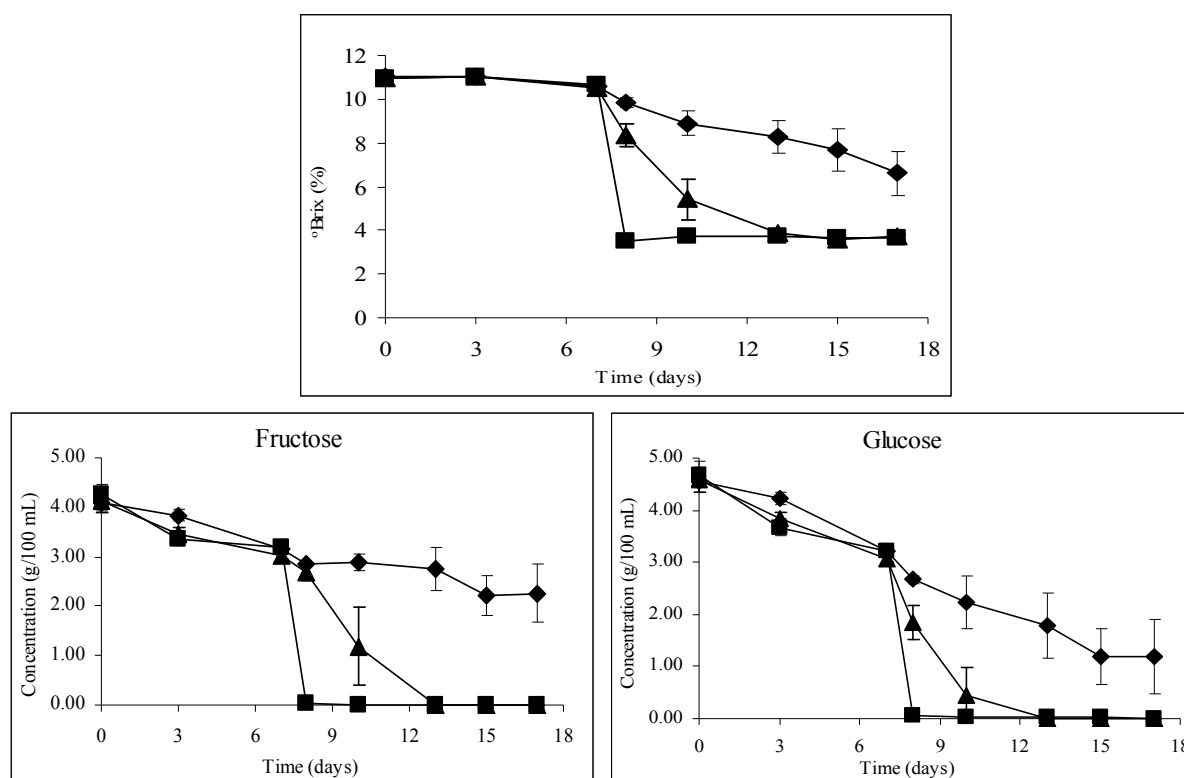 12
10
8
6
4
2
0
ºBrix (%)
0 3 6 9 12 15 18
Time (days)
Fructose
5.00
4.00
3.00
2.00
1.00
0.00
Concentration (g/100 mL)
0 3 6 9 12 15 18
Time (days)
Glucose
5.00
4.00
3.00
2.00
1.00
0.00
Concentration (g/100 mL)
0 3 6 9 12 15 18
Time (days)